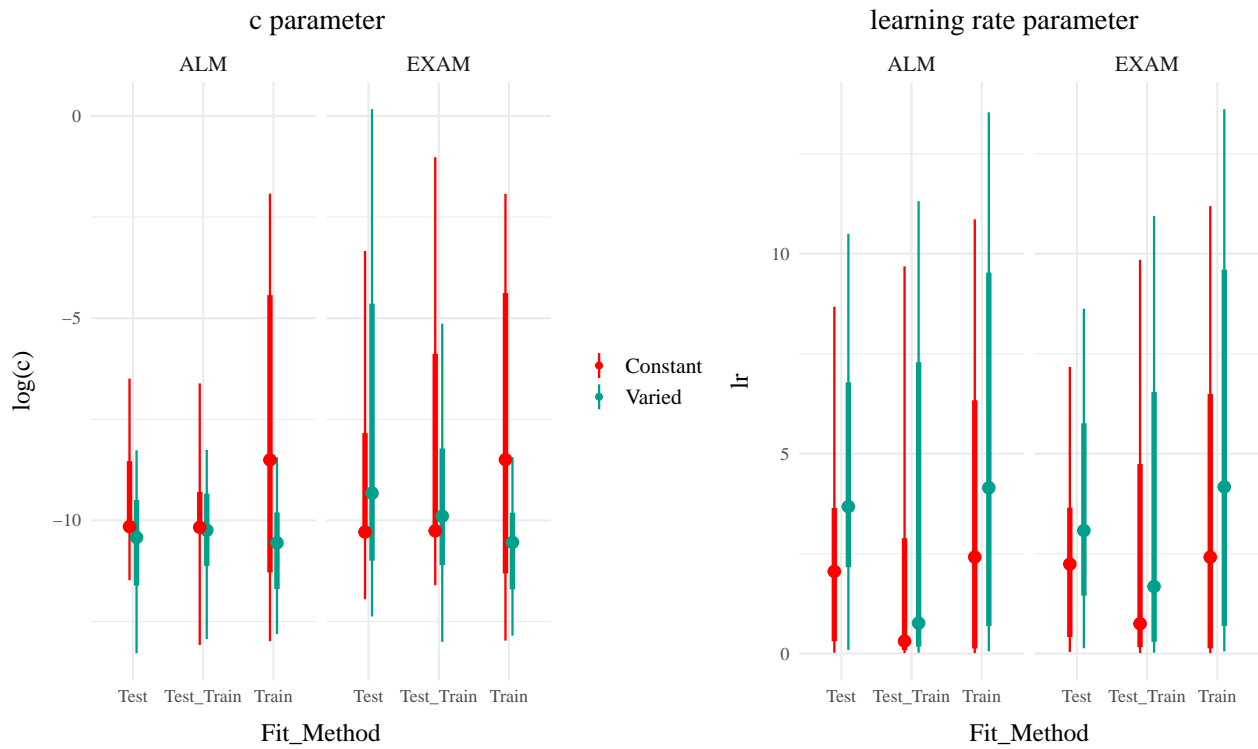 c parameter
ALM EXAM
0
−5
−10
log(c)
Test Test_Train Train Test Test_Train Train
Fit_Method
Constant
Varied
learning rate parameter
ALM EXAM
10
5
0
lr
Test Test_Train Train Test Test_Train Train
Fit_Method